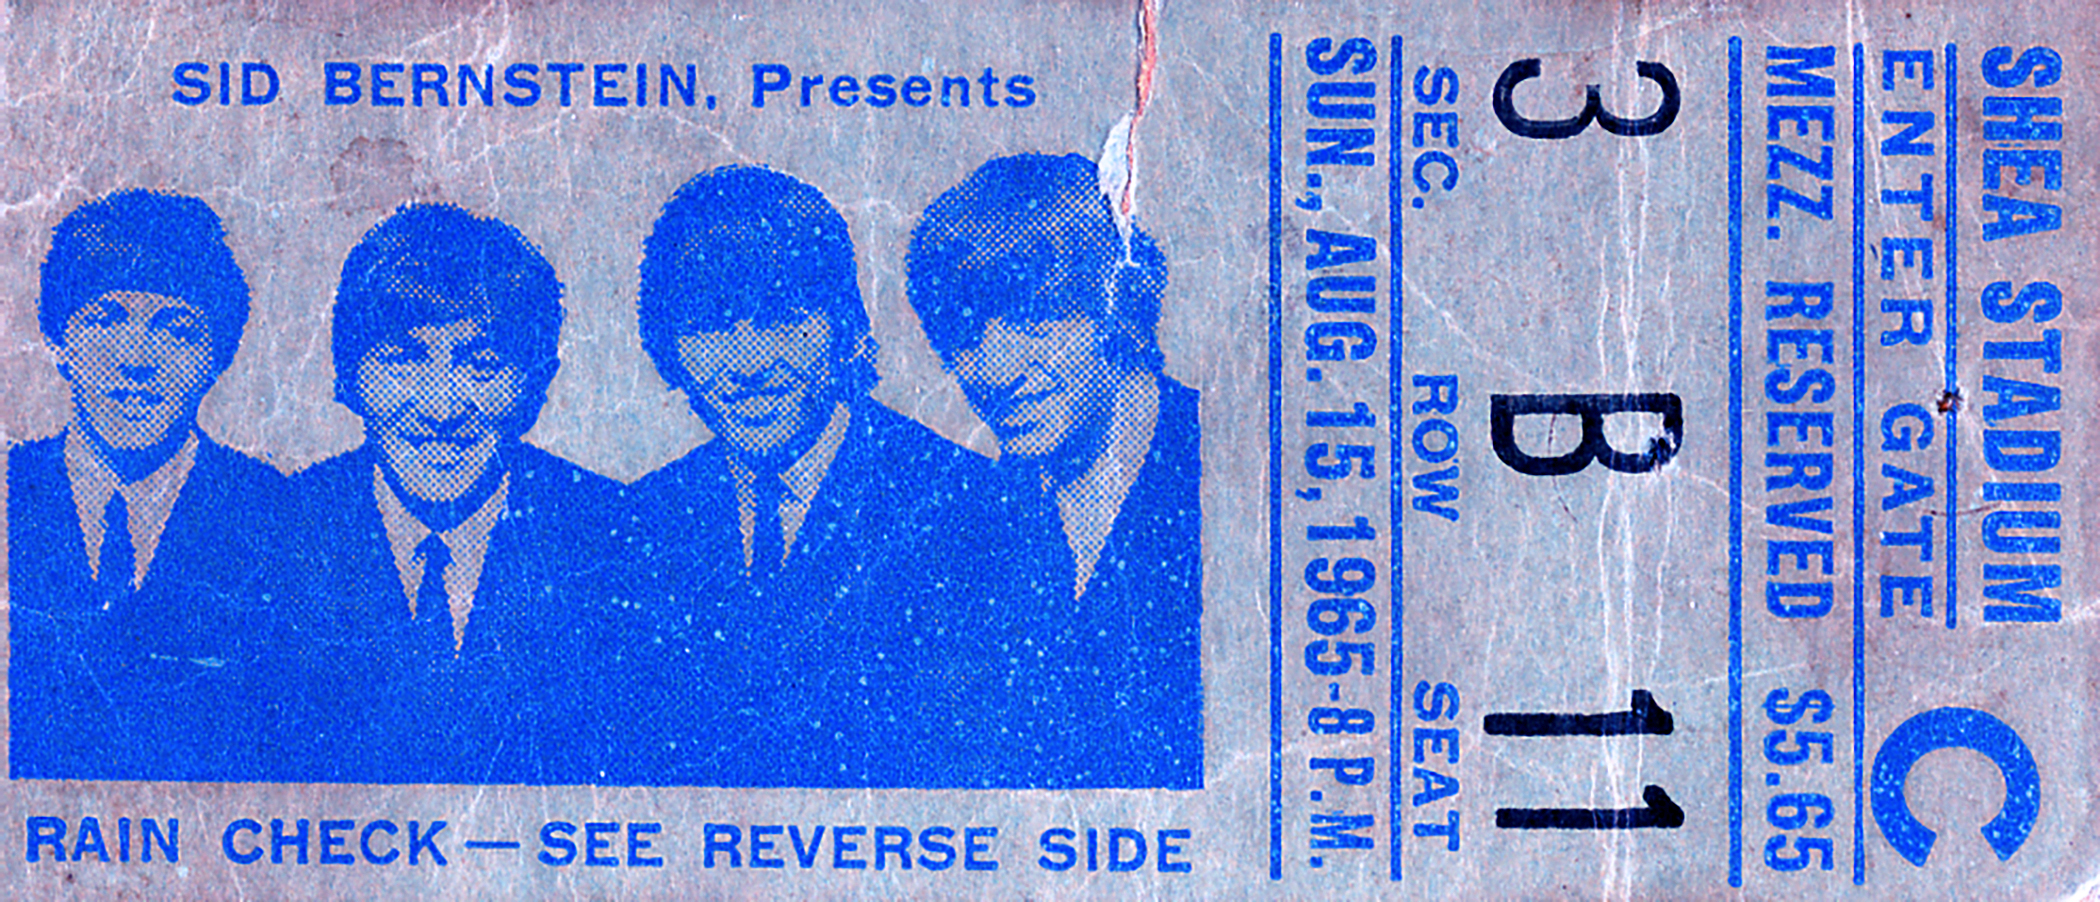 SID BERNSTEIN, Presents
RAIN CHECK — SEE REVERSE SIDE
SHEA STADIUM
ENTER GATE C
MEZZ. RESERVED $5.65
3 B 11
SEC. ROW SEAT
SUN., AUG. 15, 1965-8 P.M.